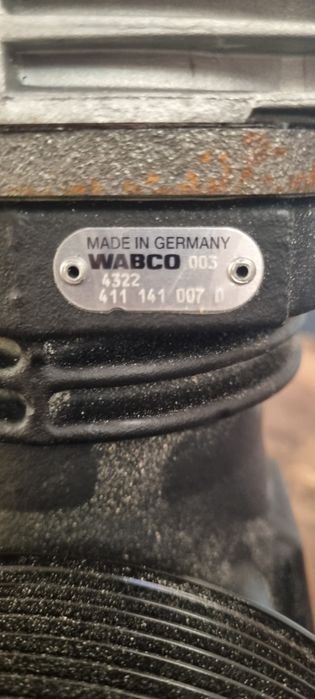 MADE IN GERMANY
WABCO 003
4322
411 141 007 0